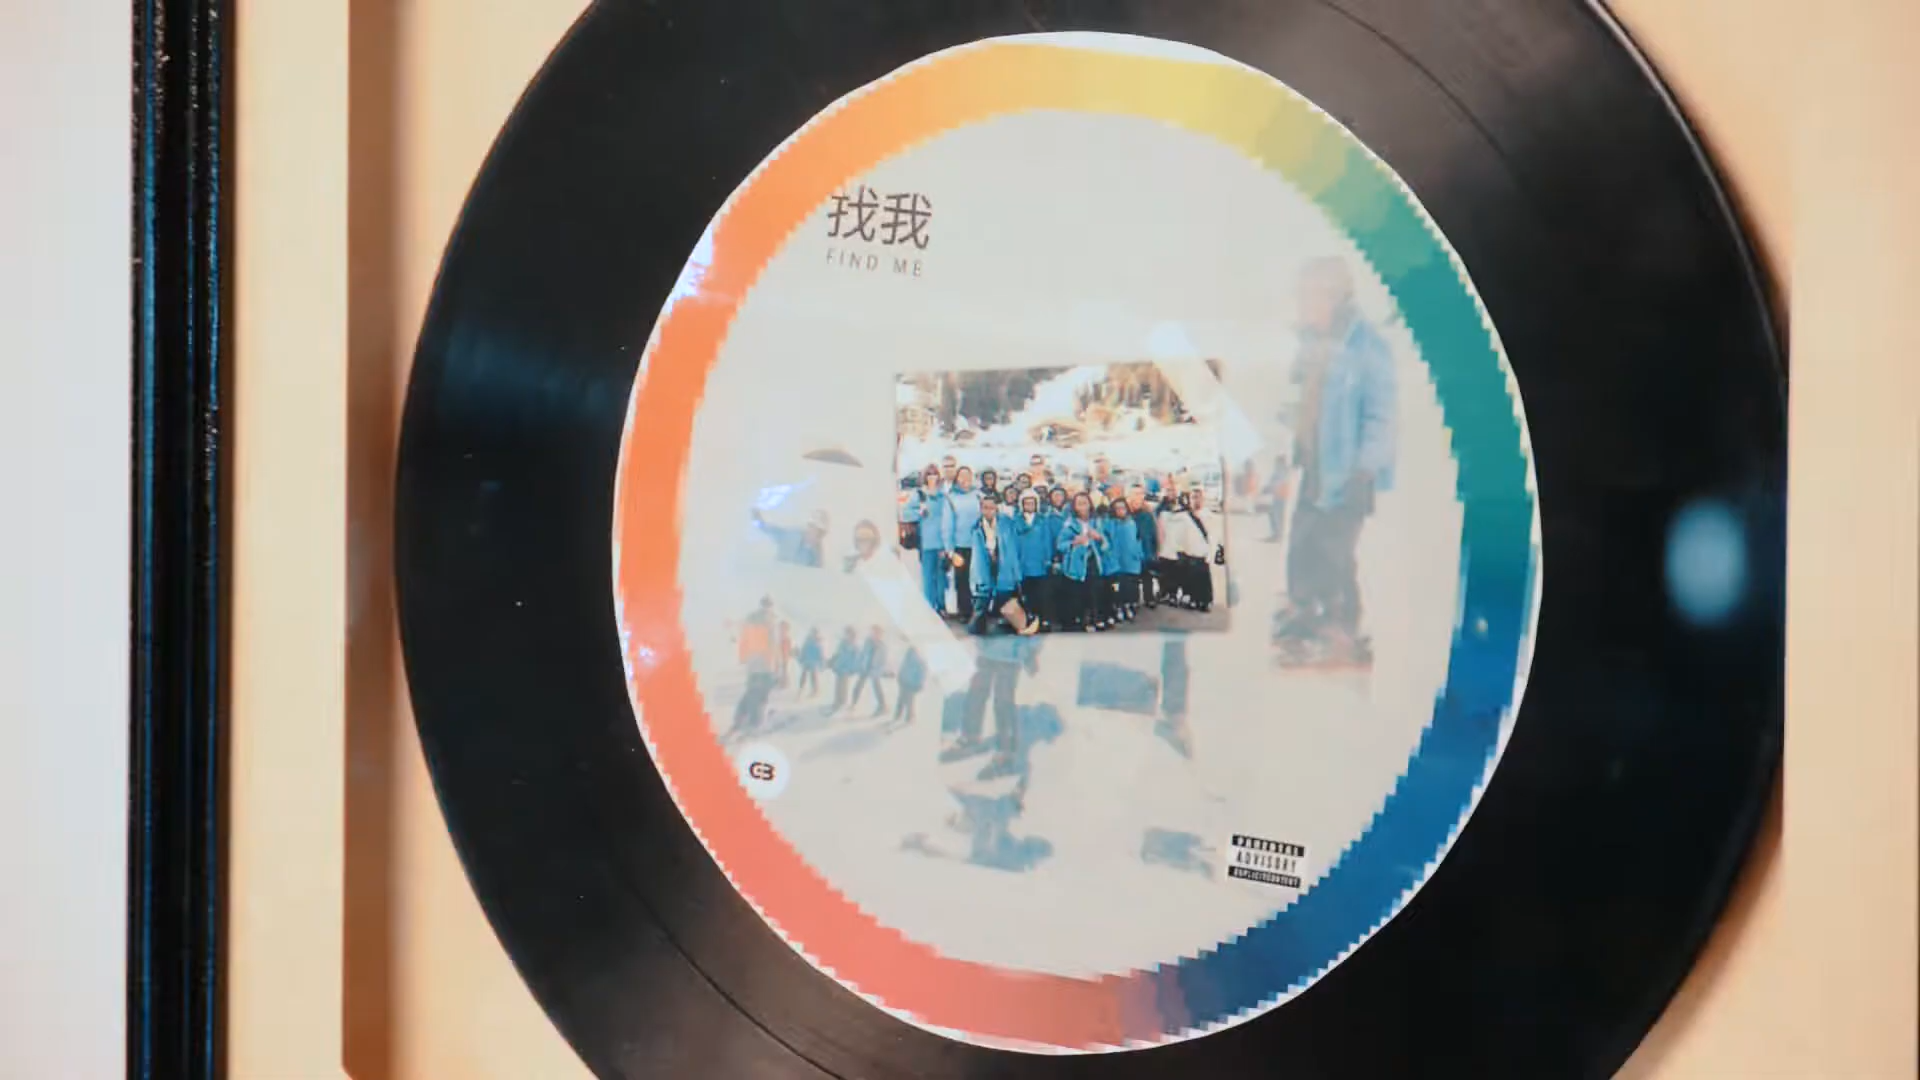 找我
FIND ME
PARENTAL
ADVISORY
EXPLICIT CONTENT